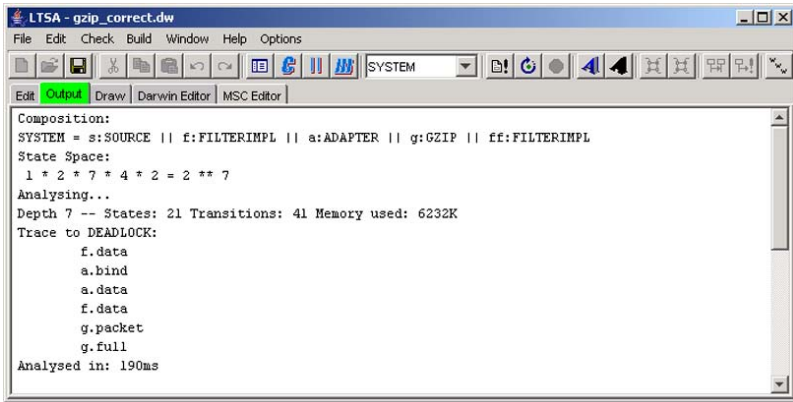 LTSA - gzip_correct.dw
File Edit Check Build Window Help Options
SYSTEM
Edit Output Draw Darwin Editor MSC Editor
Composition:
SYSTEM = s:SOURCE || f:FILTERIMPL || a:ADAPTER || g:GZIP || ff:FILTERIMPL
State Space:
1 * 2 * 7 * 4 * 2 = 2 ** 7
Analysing...
Depth 7 -- States: 21 Transitions: 41 Memory used: 6232K
Trace to DEADLOCK:
f.data
a.bind
a.data
f.data
g.packet
g.full
Analysed in: 190ms